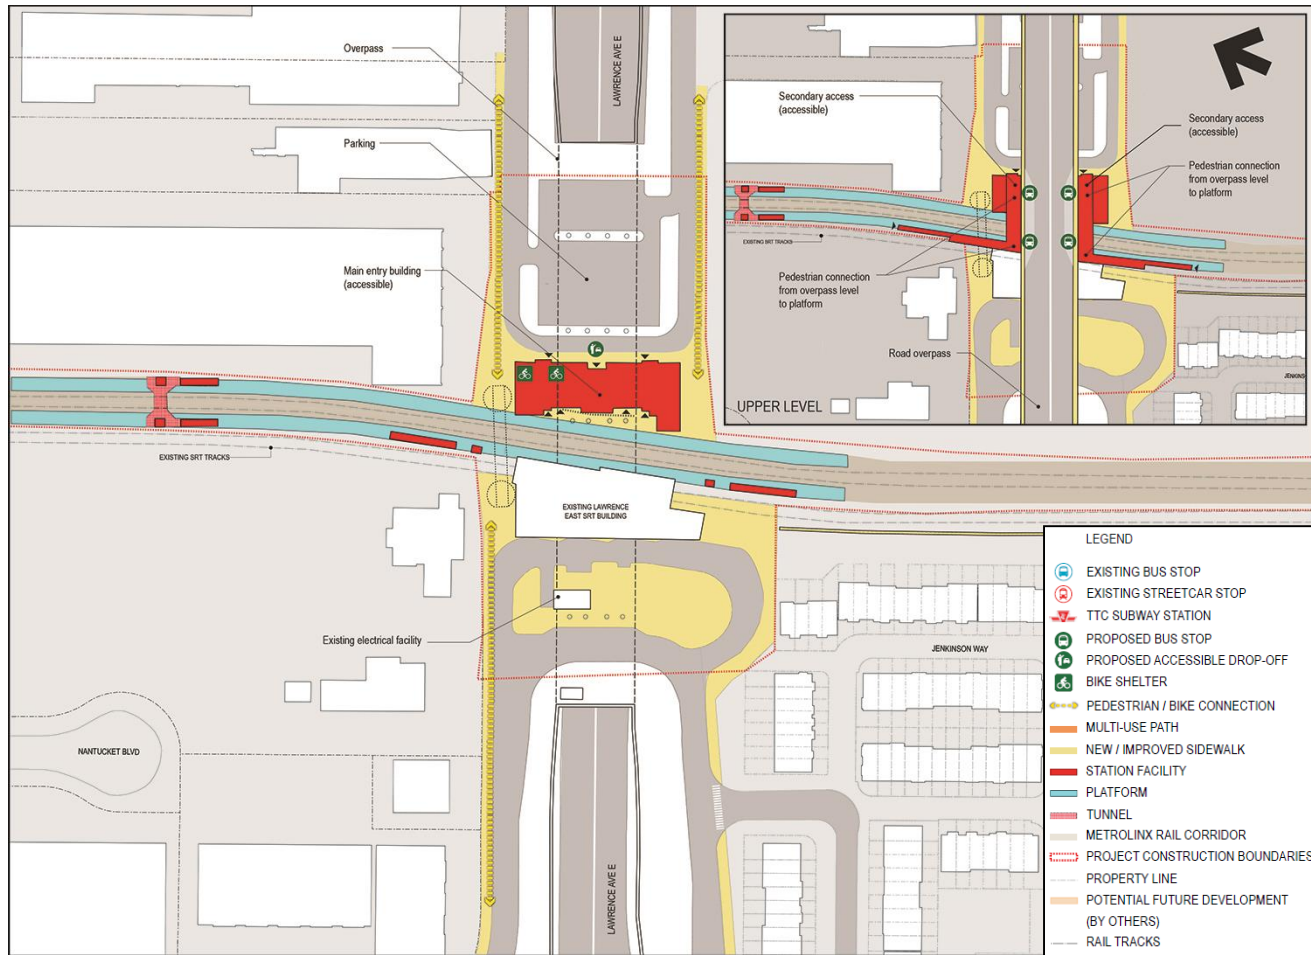 Overpass
LAWRENCE AVE E
Parking
Main entry building
(accessible)
EXISTING SRT TRACKS
EXISTING LAWRENCE
EAST SRT BUILDING
Existing electrical facility
NANTUCKET BLVD
JENKINSON WAY
LAWRENCE AVE E
Secondary access
(accessible)
Secondary access
(accessible)
Pedestrian connection
from overpass level
to platform
EXISTING SRT TRACKS
Pedestrian connection
from overpass level
to platform
Road overpass
UPPER LEVEL
LEGEND
EXISTING BUS STOP
EXISTING STREETCAR STOP
TTC SUBWAY STATION
PROPOSED BUS STOP
PROPOSED ACCESSIBLE DROP-OFF
BIKE SHELTER
PEDESTRIAN / BIKE CONNECTION
MULTI-USE PATH
NEW / IMPROVED SIDEWALK
STATION FACILITY
PLATFORM
TUNNEL
METROLINX RAIL CORRIDOR
PROJECT CONSTRUCTION BOUNDARIES
PROPERTY LINE
POTENTIAL FUTURE DEVELOPMENT
(BY OTHERS)
RAIL TRACKS